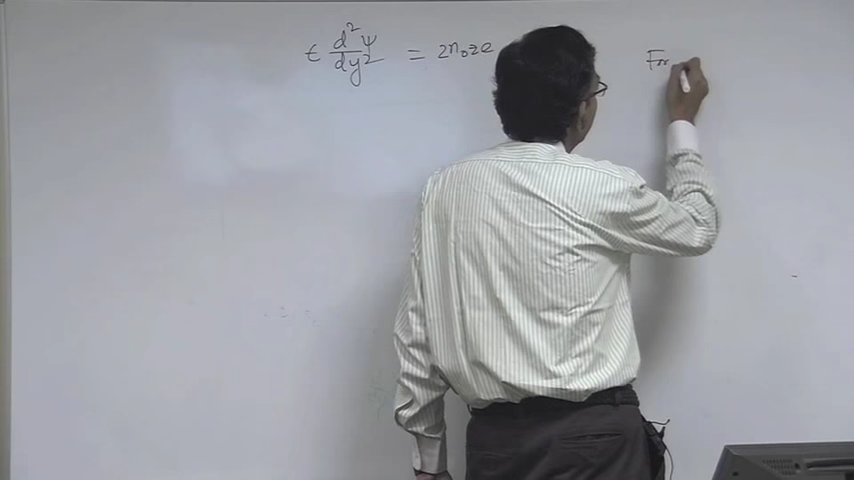 ε d²ψ/dy² = 2n₀ze
For